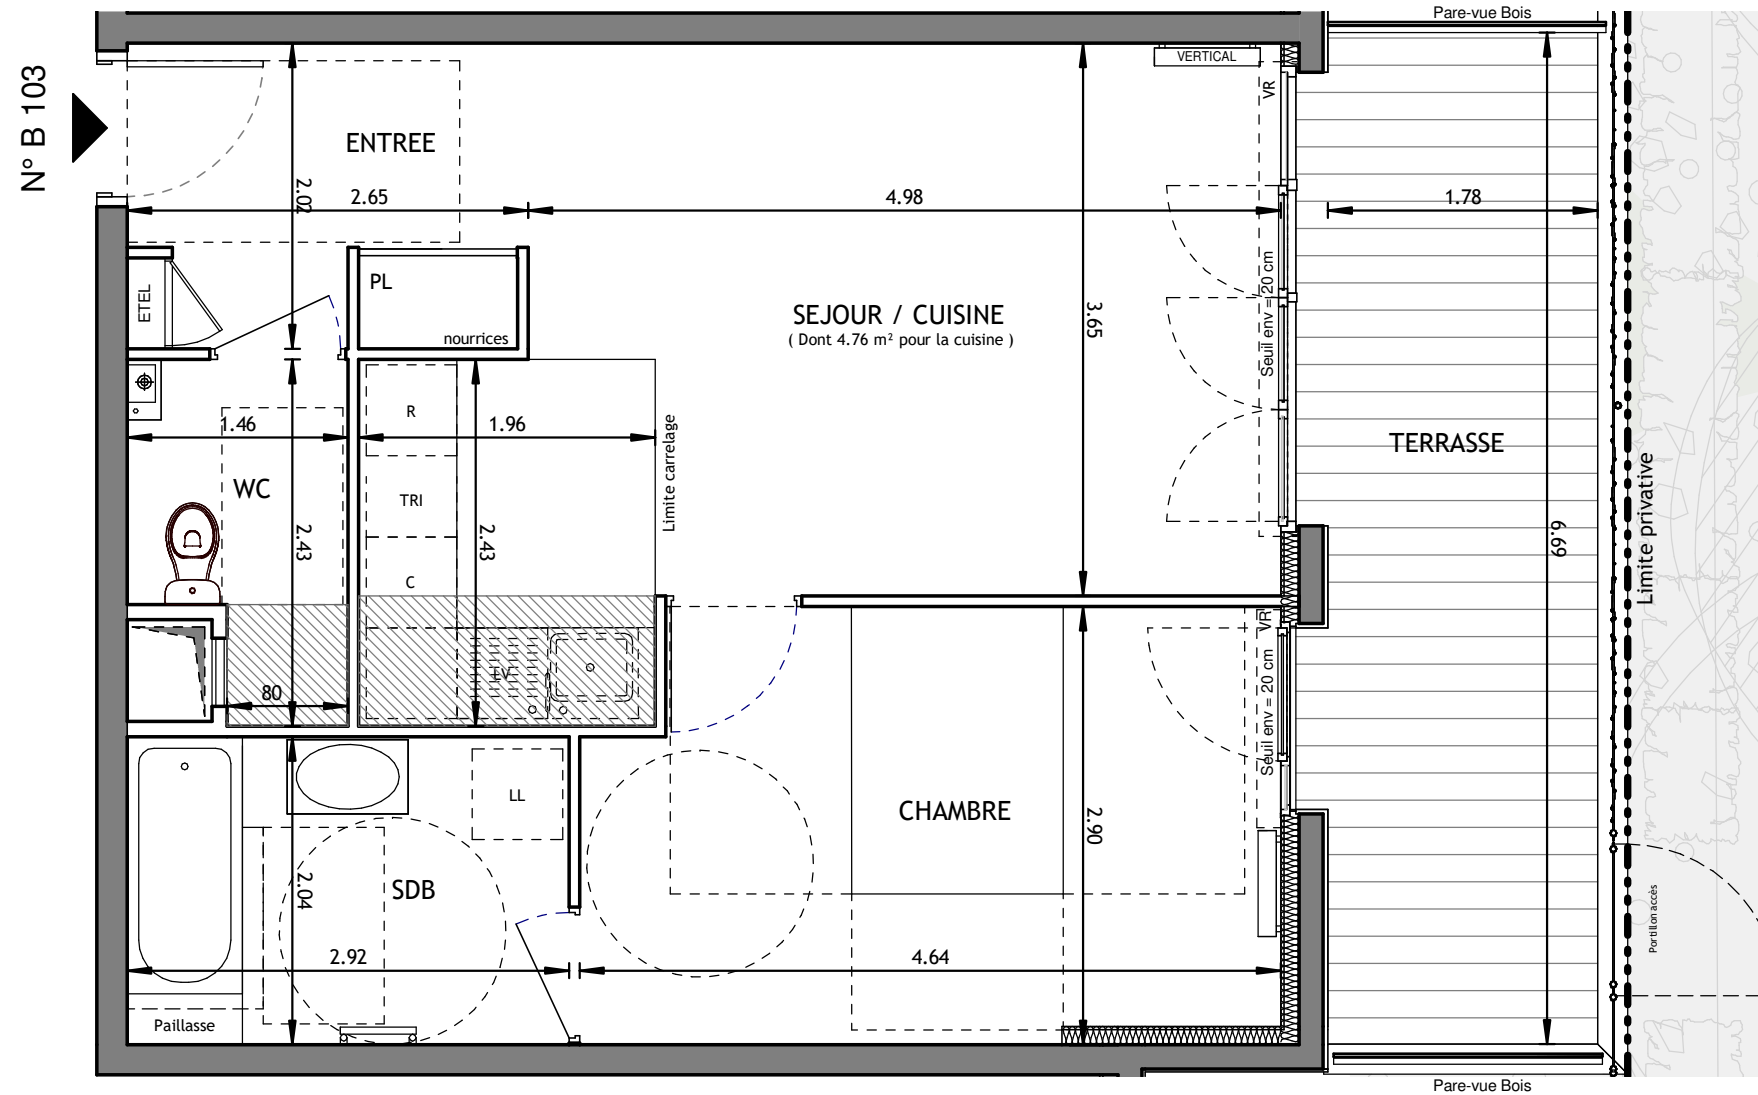 Pare-vue Bois
N° B 103
VERTICAL
VR
ENTREE
2.02
2.65
4.98
1.78
ETEL
PL
nourrices
SEJOUR / CUISINE
( Dont 4.76 m² pour la cuisine )
3.65
Seuil env = 20 cm
R
1.46
1.96
Limite carrelage
TERRASSE
WC
TRI
2.43
2.43
C
6.69
Limite privative
VR
LV
80
Seuil env = 20 cm
LL
CHAMBRE
2.90
SDB
2.04
2.92
4.64
Portillon accès
Paillasse
Pare-vue Bois